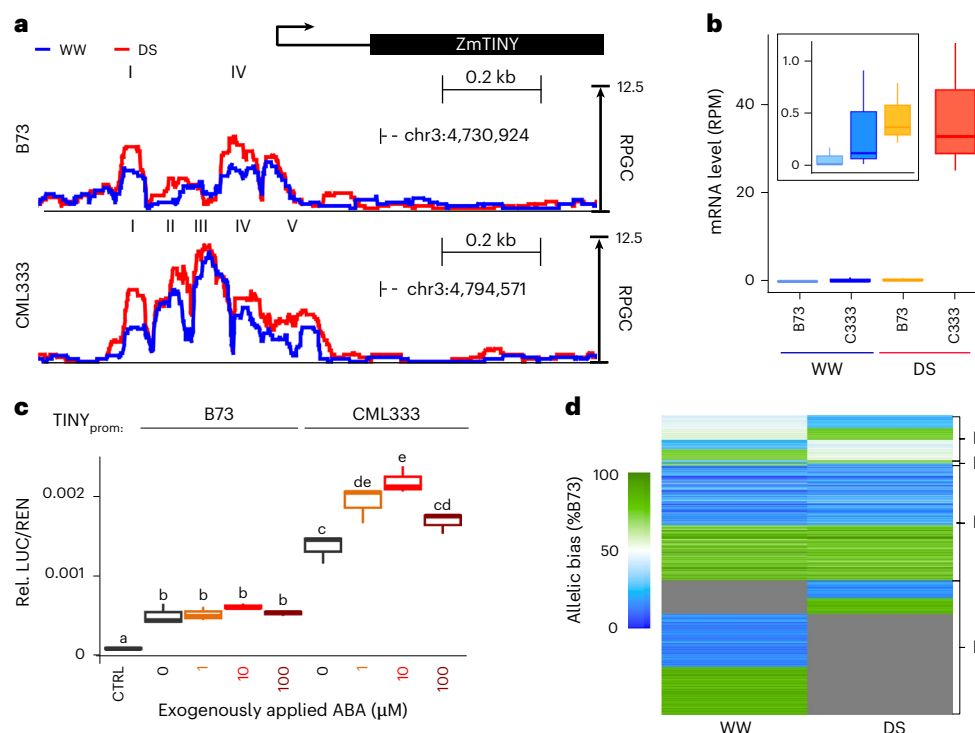 a
WW DS
ZmTINY
I IV
0.2 kb
12.5
B73
chr3:4,730,924
RPGC
I II III IV V
0.2 kb
12.5
CML333
chr3:4,794,571
RPGC
b
mRNA level (RPM)
40
20
0
1.0
0.5
0
B73 C333 B73 C333
WW DS
c
TINYprom: B73 CML333
Rel. LUC/REN
0.002
0.001
0
a b b b b c de e cd
CTRL 0 1 10 100 0 1 10 100
Exogenously applied ABA (μM)
d
Allelic bias (%B73)
100
50
0
WW DS